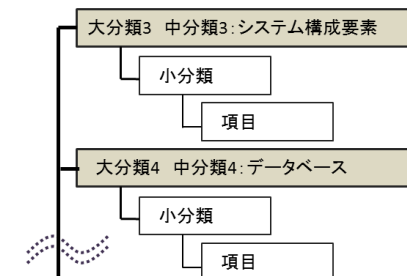 大分類3 中分類3:システム構成要素
小分類
項目
大分類4 中分類4:データベース
小分類
項目